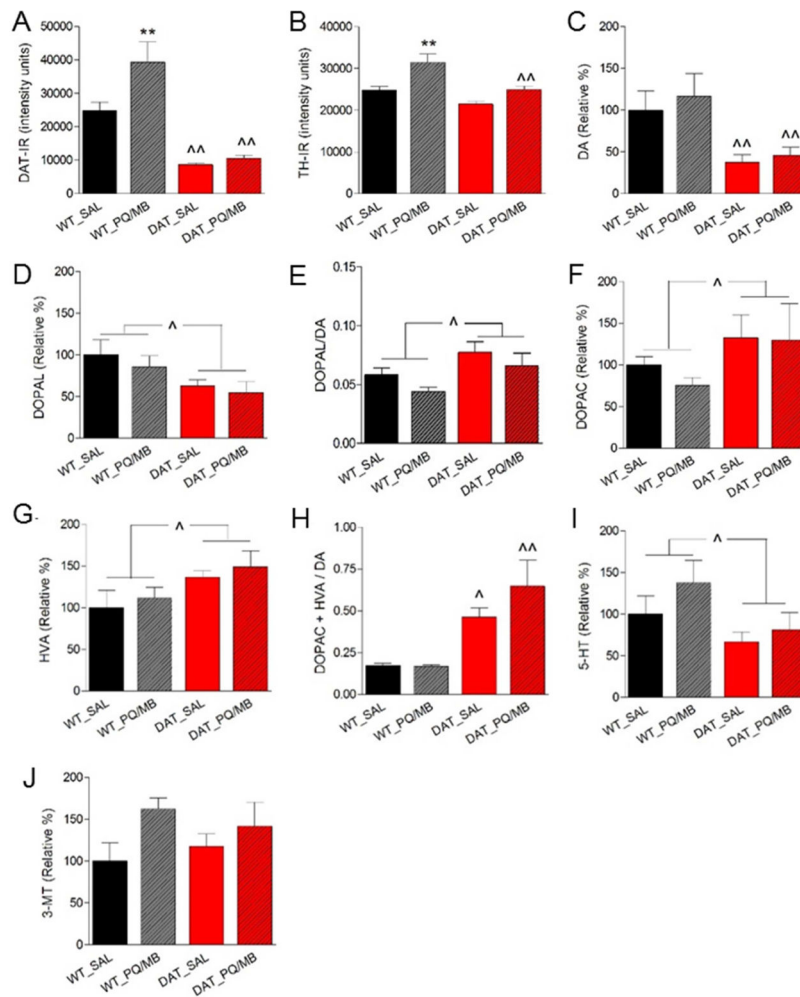 A
50000
40000
30000
20000
10000
0
DAT-IR (intensity units)
**
^^
^^
WT_SAL
WT_PQ/MB
DAT_SAL
DAT_PQ/MB
B
40000
30000
20000
10000
0
TH-IR (intensity units)
**
^^
WT_SAL
WT_PQ/MB
DAT_SAL
DAT_PQ/MB
C
200
150
100
50
0
DA (Relative %)
^^
^^
WT_SAL
WT_PQ/MB
DAT_SAL
DAT_PQ/MB
D
200
150
100
50
0
DOPAL (Relative %)
^
WT_SAL
WT_PQ/MB
DAT_SAL
DAT_PQ/MB
E
0.15
0.10
0.05
0.00
DOPAL/DA
^
WT_SAL
WT_PQ/MB
DAT_SAL
DAT_PQ/MB
F
200
150
100
50
0
DOPAC (Relative %)
^
WT_SAL
WT_PQ/MB
DAT_SAL
DAT_PQ/MB
G
200
150
100
50
0
HVA (Relative %)
^
WT_SAL
WT_PQ/MB
DAT_SAL
DAT_PQ/MB
H
1.00
0.75
0.50
0.25
0.00
DOPAC + HVA / DA
^
^^
WT_SAL
WT_PQ/MB
DAT_SAL
DAT_PQ/MB
I
200
150
100
50
0
5-HT (Relative %)
^
WT_SAL
WT_PQ/MB
DAT_SAL
DAT_PQ/MB
J
200
150
100
50
0
3-MT (Relative %)
WT_SAL
WT_PQ/MB
DAT_SAL
DAT_PQ/MB